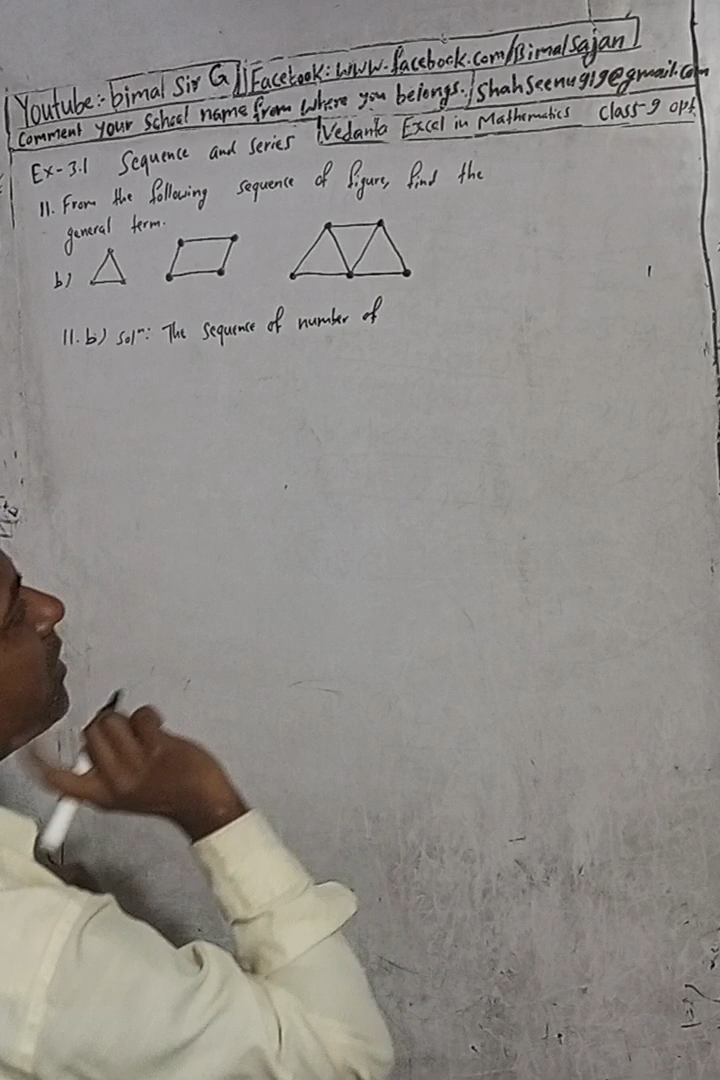 Youtube:- bimal Sir G || Facebook: www.facebook.com/Bimalsajan
Comment your School name from where you belongs. / shahseenu919@gmail.com
Ex-3.1 Sequence and series Vedanta Excel in Mathematics Class-9 opt
11. From the following sequence of figure, find the
general term.
b)
11. b) solⁿ: The sequence of number of